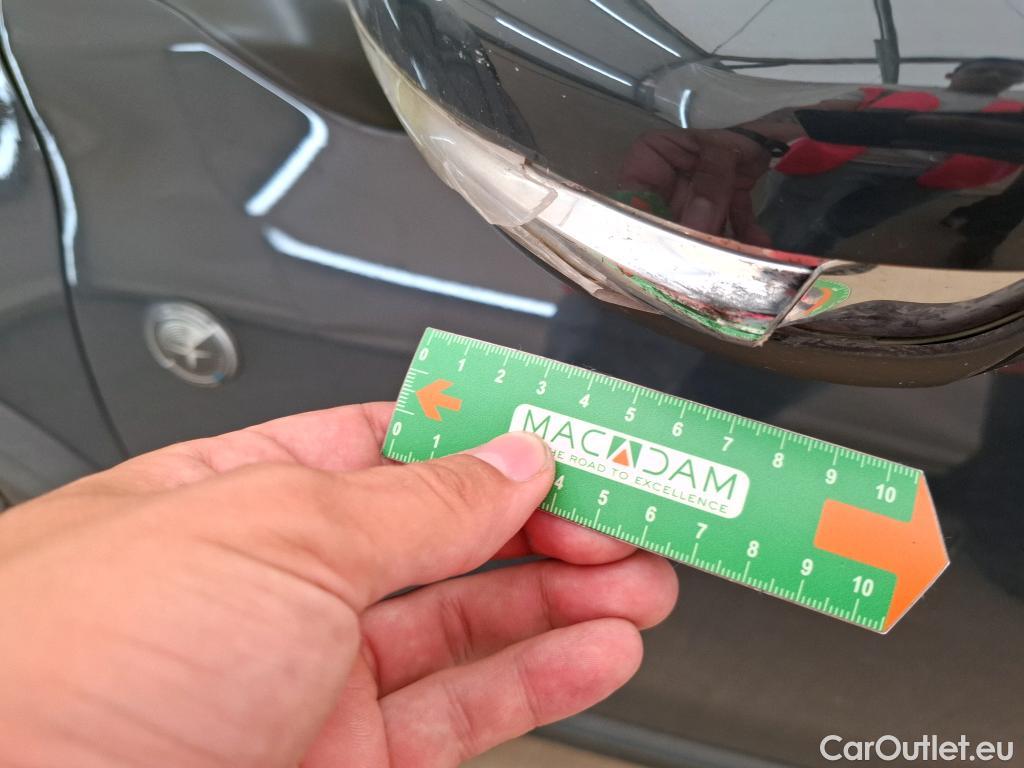 0 1 2 3 4 5 6 7 8 9 10
MACADAM
HE ROAD TO EXCELLENCE
0 1 4 5 6 7 8 9 10
CarOutlet.eu